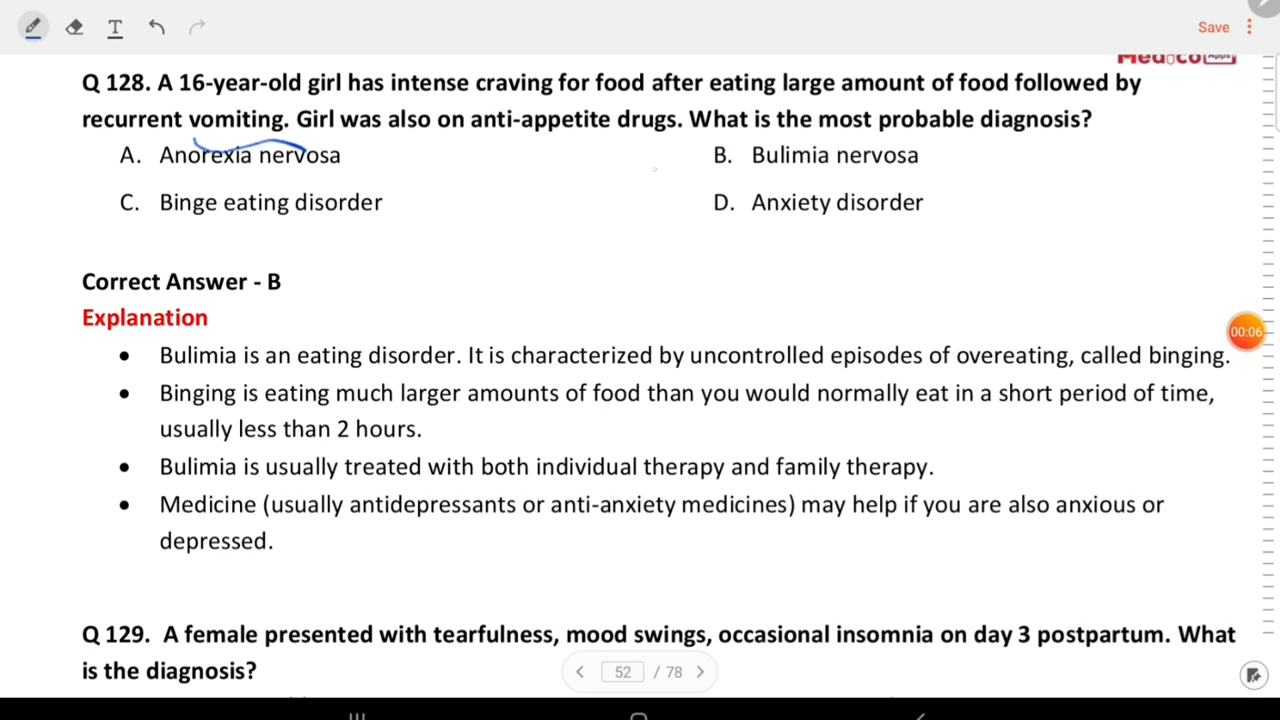 T
Save
Medico Apps
Q 128. A 16-year-old girl has intense craving for food after eating large amount of food followed by
recurrent vomiting. Girl was also on anti-appetite drugs. What is the most probable diagnosis?
A. Anorexia nervosa
B. Bulimia nervosa
C. Binge eating disorder
D. Anxiety disorder
Correct Answer - B
Explanation
00:06
• Bulimia is an eating disorder. It is characterized by uncontrolled episodes of overeating, called binging.
• Binging is eating much larger amounts of food than you would normally eat in a short period of time,
usually less than 2 hours.
• Bulimia is usually treated with both individual therapy and family therapy.
• Medicine (usually antidepressants or anti-anxiety medicines) may help if you are also anxious or
depressed.
Q 129. A female presented with tearfulness, mood swings, occasional insomnia on day 3 postpartum. What
is the diagnosis?
52 / 78